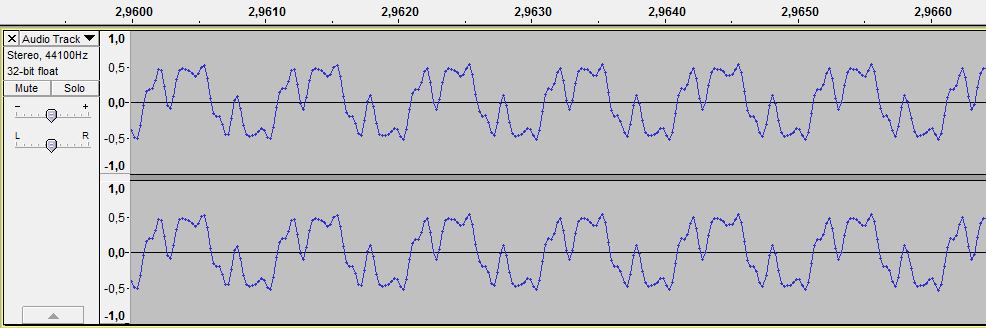 2,9600 2,9610 2,9620 2,9630 2,9640 2,9650 2,9660
× Audio Track ▼
Stereo, 44100Hz
32-bit float
Mute Solo
- +
L R
1,0
0,5-
0,0-
-0,5-
-1,0
1,0
0,5-
0,0-
-0,5-
-1,0